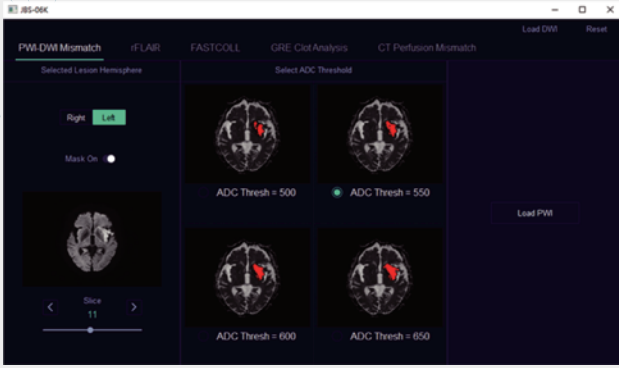 JBS-06K
Load DWI Reset
PWI-DWI Mismatch rFLAIR FASTCOLL GRE Clot Analysis CT Perfusion Mismatch
Selected Lesion Hemisphere
Right Left
Mask On
Slice
11
Select ADC Threshold
ADC Thresh = 500 ADC Thresh = 550
ADC Thresh = 600 ADC Thresh = 650
Load PWI